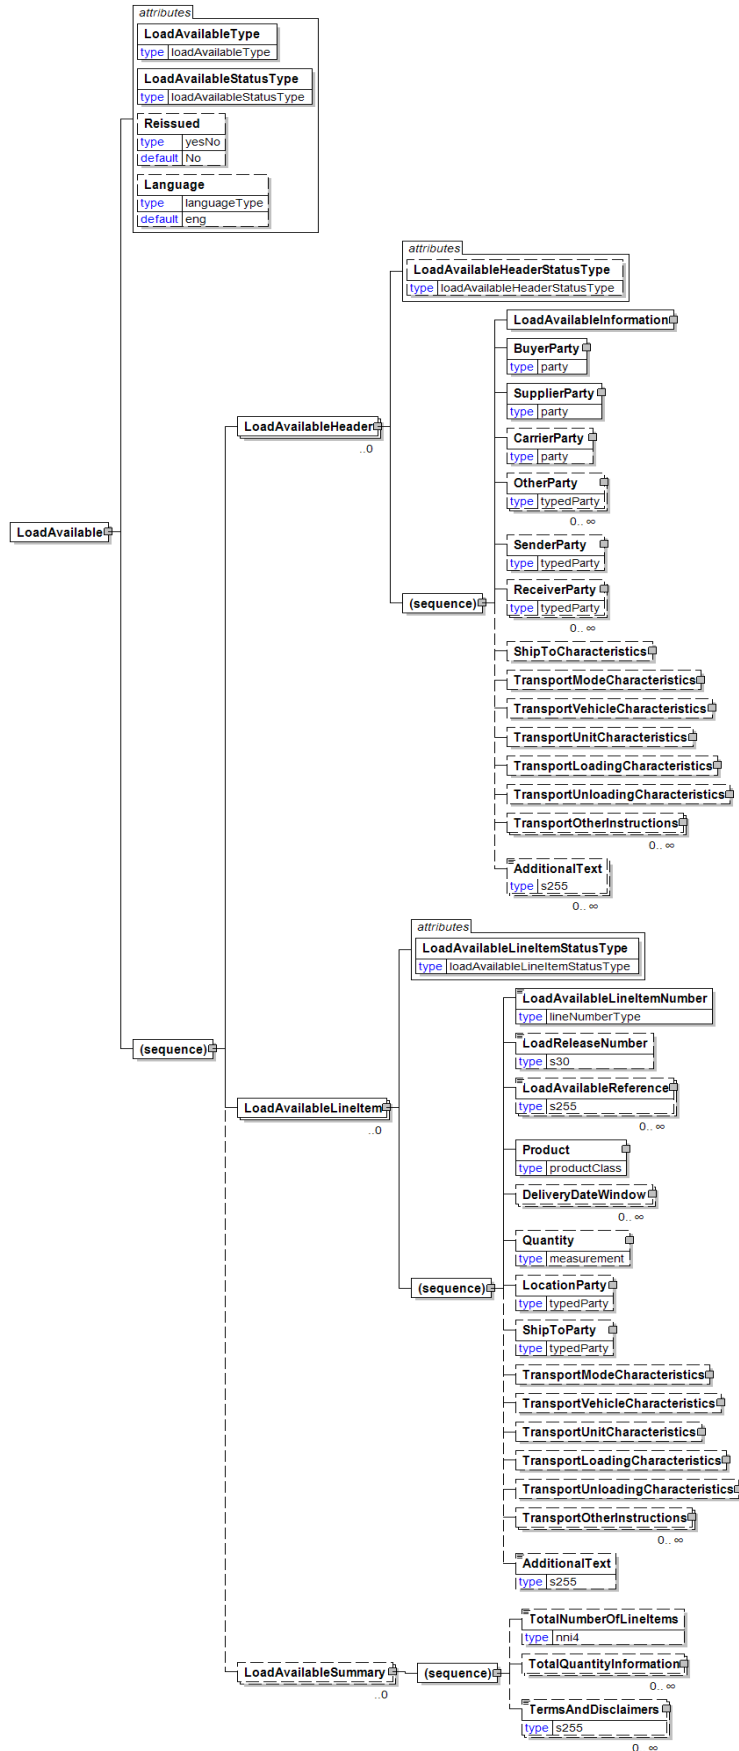 attributes
LoadAvailableType
type loadAvailableType
LoadAvailableStatusType
type loadAvailableStatusType
Reissued
type yesNo
default No
Language
type languageType
default eng
attributes
LoadAvailableHeaderStatusType
type loadAvailableHeaderStatusType
LoadAvailableInformation
BuyerParty
type party
SupplierParty
type party
LoadAvailableHeader
..0
CarrierParty
type party
OtherParty
type typedParty
0.. ∞
LoadAvailable
SenderParty
type typedParty
ReceiverParty
type typedParty
0.. ∞
(sequence)
ShipToCharacteristics
TransportModeCharacteristics
TransportVehicleCharacteristics
TransportUnitCharacteristics
TransportLoadingCharacteristics
TransportUnloadingCharacteristics
TransportOtherInstructions
0.. ∞
AdditionalText
type s255
0.. ∞
attributes
LoadAvailableLineItemStatusType
type loadAvailableLineItemStatusType
LoadAvailableLineItemNumber
type lineNumberType
(sequence)
LoadReleaseNumber
type s30
LoadAvailableReference
type s255
0.. ∞
LoadAvailableLineItem
..0
Product
type productClass
DeliveryDateWindow
0.. ∞
Quantity
type measurement
(sequence)
LocationParty
type typedParty
ShipToParty
type typedParty
TransportModeCharacteristics
TransportVehicleCharacteristics
TransportUnitCharacteristics
TransportLoadingCharacteristics
TransportUnloadingCharacteristics
TransportOtherInstructions
0.. ∞
AdditionalText
type s255
TotalNumberOfLineItems
type nni4
LoadAvailableSummary
..0
(sequence)
TotalQuantityInformation
0.. ∞
TermsAndDisclaimers
type s255
0.. ∞